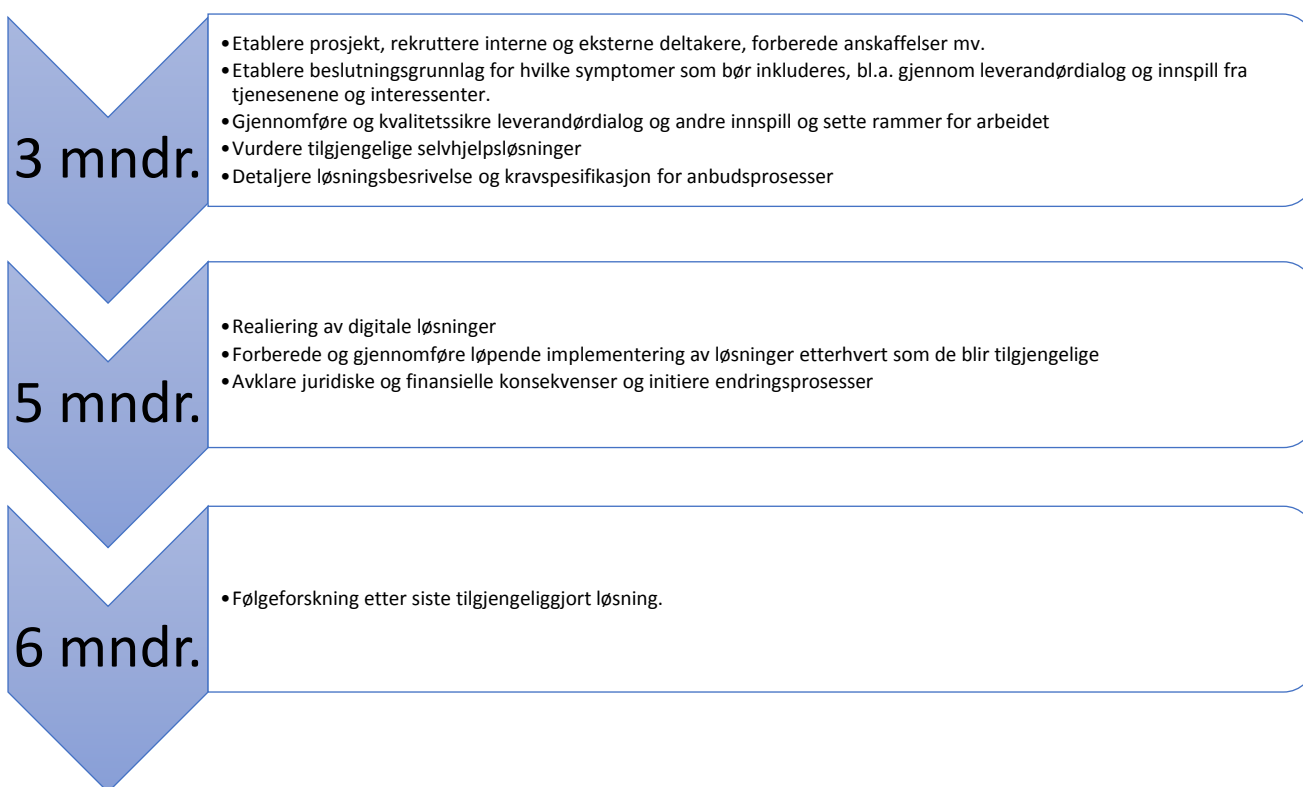 3 mndr.
•Etablere prosjekt, rekruttere interne og eksterne deltakere, forberede anskaffelser mv.
•Etablere beslutningsgrunnlag for hvilke symptomer som bør inkluderes, bl.a. gjennom leverandørdialog og innspill fra
tjenesenene og interessenter.
•Gjennomføre og kvalitetssikre leverandørdialog og andre innspill og sette rammer for arbeidet
•Vurdere tilgjengelige selvhjelpsløsninger
•Detaljere løsningsbesrivelse og kravspesifikasjon for anbudsprosesser
5 mndr.
•Realiering av digitale løsninger
•Forberede og gjennomføre løpende implementering av løsninger etterhvert som de blir tilgjengelige
•Avklare juridiske og finansielle konsekvenser og initiere endringsprosesser
6 mndr.
•Følgeforskning etter siste tilgjengeliggjort løsning.